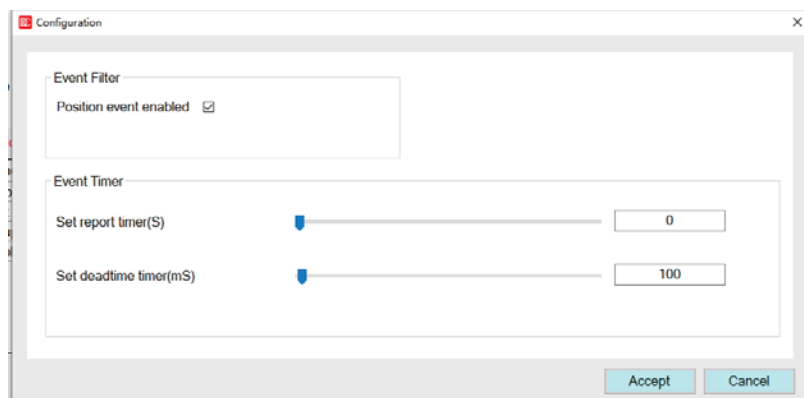 Configuration
Event Filter
Position event enabled
Event Timer
Set report timer(S) 0
Set deadtime timer(mS) 100
Accept Cancel